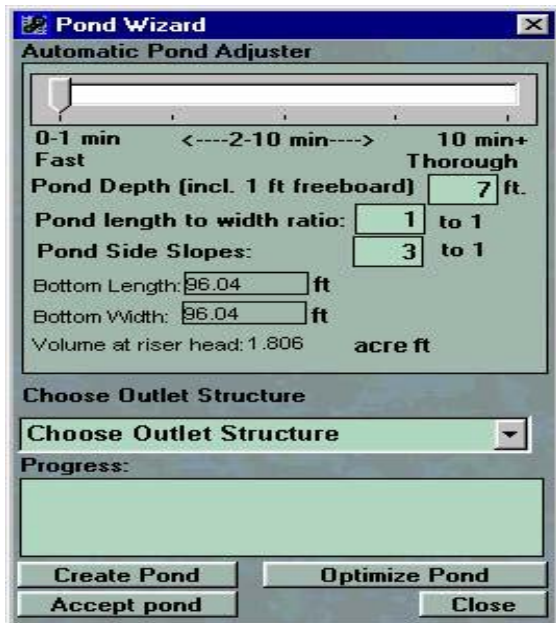 Pond Wizard
Automatic Pond Adjuster
0-1 min <----2-10 min----> 10 min+
Fast Thorough
Pond Depth (incl. 1 ft freeboard) 7 ft.
Pond length to width ratio: 1 to 1
Pond Side Slopes: 3 to 1
Bottom Length: 96.04 ft
Bottom Width: 96.04 ft
Volume at riser head: 1.806 acre ft
Choose Outlet Structure
Choose Outlet Structure
Progress:
Create Pond Optimize Pond
Accept pond Close